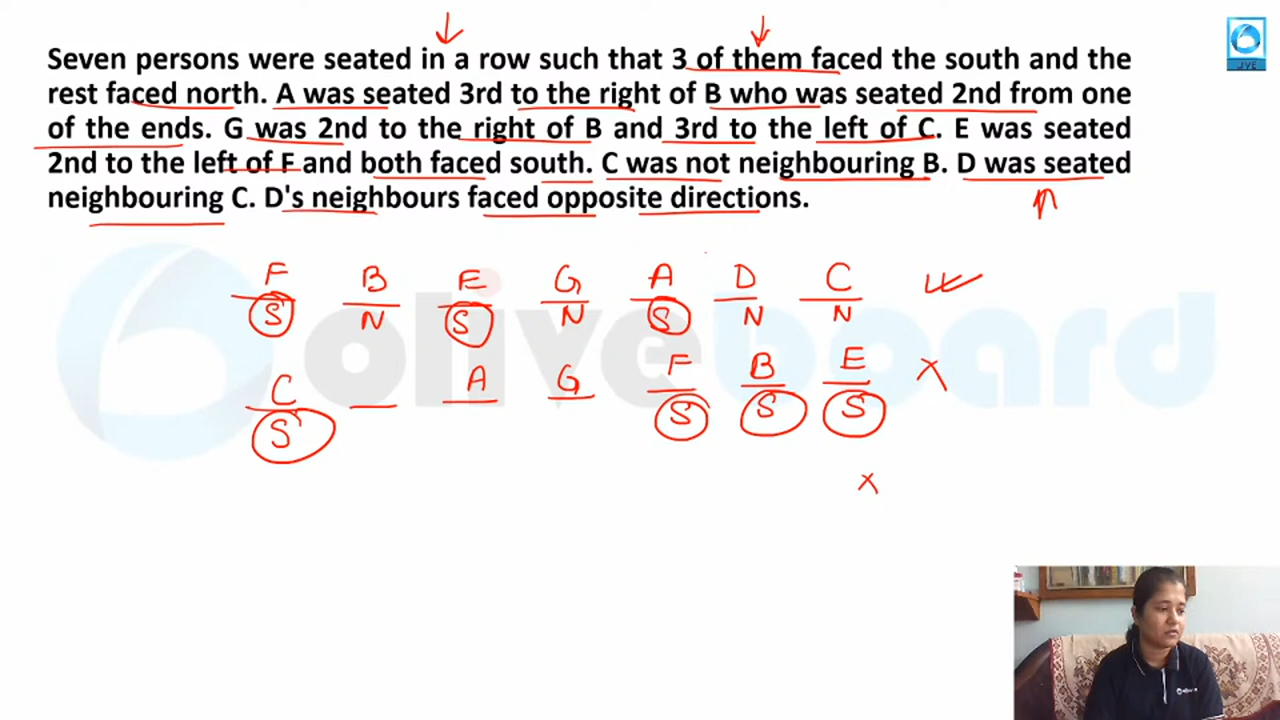 Seven persons were seated in a row such that 3 of them faced the south and the
rest faced north. A was seated 3rd to the right of B who was seated 2nd from one
of the ends. G was 2nd to the right of B and 3rd to the left of C. E was seated
2nd to the left of F and both faced south. C was not neighbouring B. D was seated
neighbouring C. D's neighbours faced opposite directions.
F B E G A D C
S N S N S N N
C A G F B E
S S S S
oliveboard
LIVE